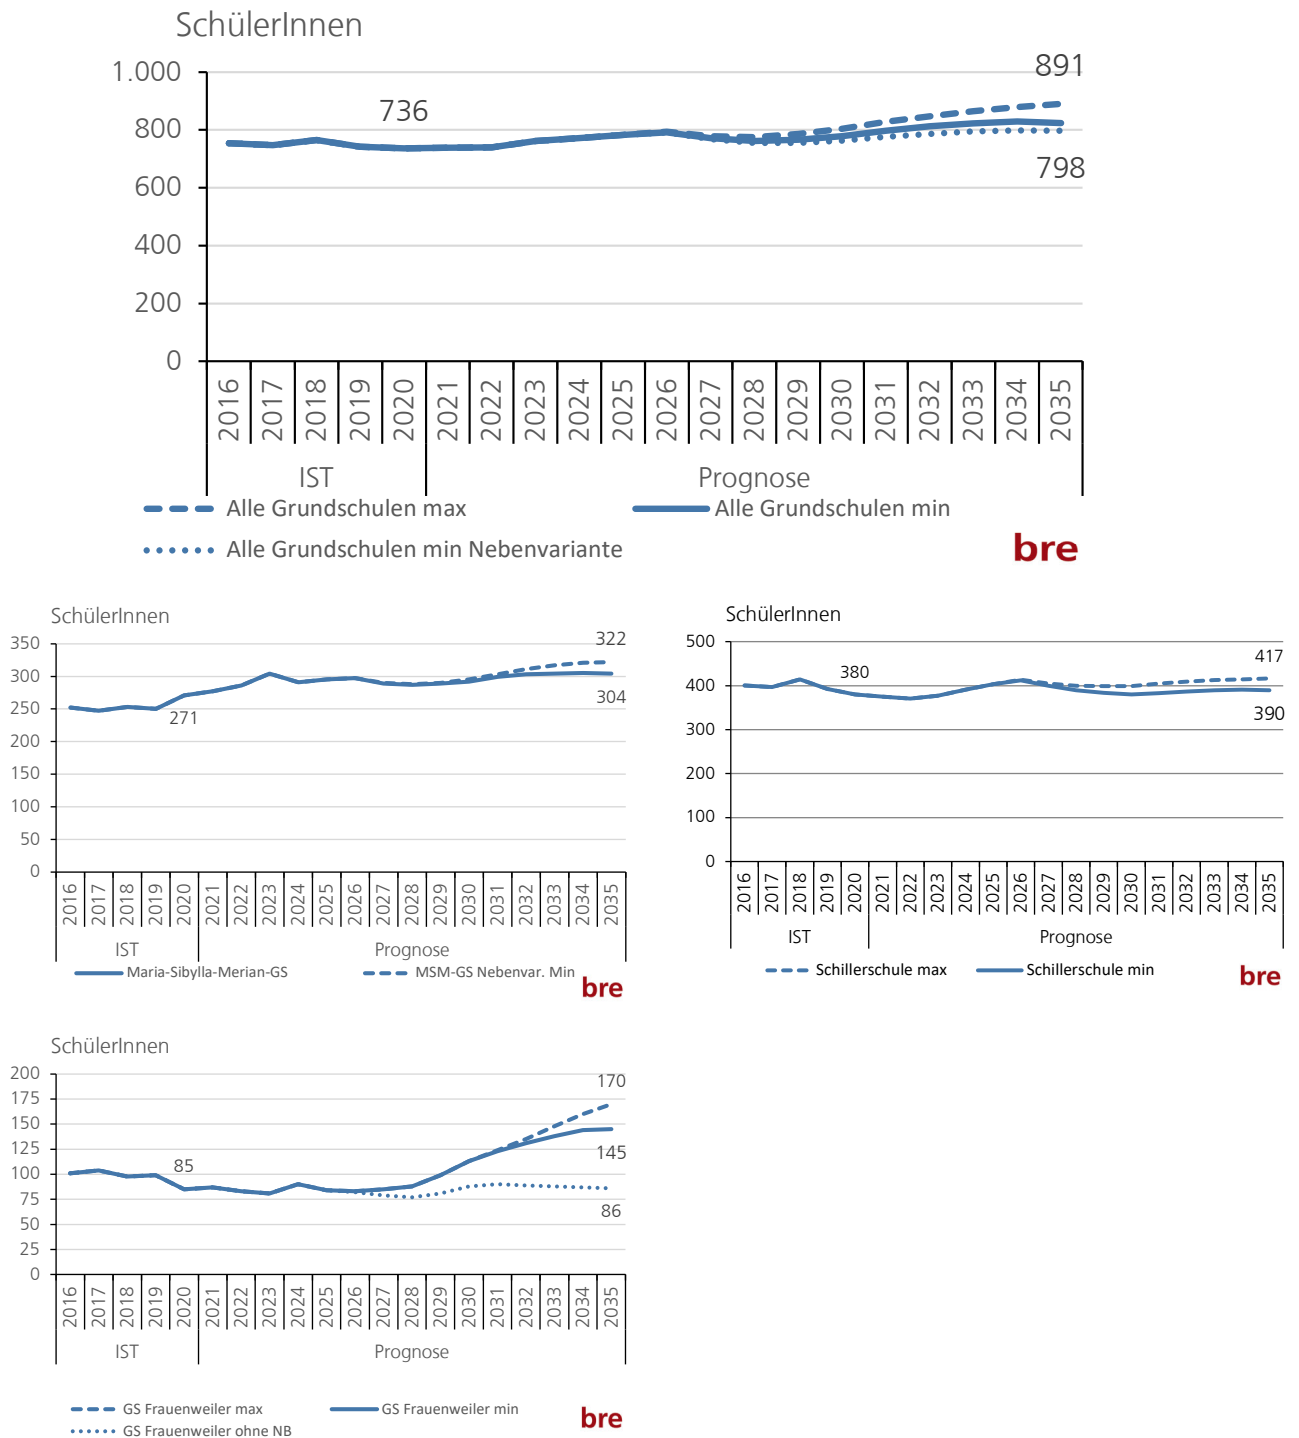 SchülerInnen
1.000
800
600
400
200
0
736
891
798
2016 2017 2018 2019 2020 2021 2022 2023 2024 2025 2026 2027 2028 2029 2030 2031 2032 2033 2034 2035
IST Prognose
Alle Grundschulen max Alle Grundschulen min
Alle Grundschulen min Nebenvariante
bre
SchülerInnen
350
300
250
200
150
100
50
0
271
322
304
2016 2017 2018 2019 2020 2021 2022 2023 2024 2025 2026 2027 2028 2029 2030 2031 2032 2033 2034 2035
IST Prognose
Maria-Sibylla-Merian-GS MSM-GS Nebenvar. Min
bre
SchülerInnen
500
400
300
200
100
0
380
417
390
2016 2017 2018 2019 2020 2021 2022 2023 2024 2025 2026 2027 2028 2029 2030 2031 2032 2033 2034 2035
IST Prognose
Schillerschule max Schillerschule min
bre
SchülerInnen
200
175
150
125
100
75
50
25
0
85
170
145
86
2016 2017 2018 2019 2020 2021 2022 2023 2024 2025 2026 2027 2028 2029 2030 2031 2032 2033 2034 2035
IST Prognose
GS Frauenweiler max GS Frauenweiler min
GS Frauenweiler ohne NB
bre